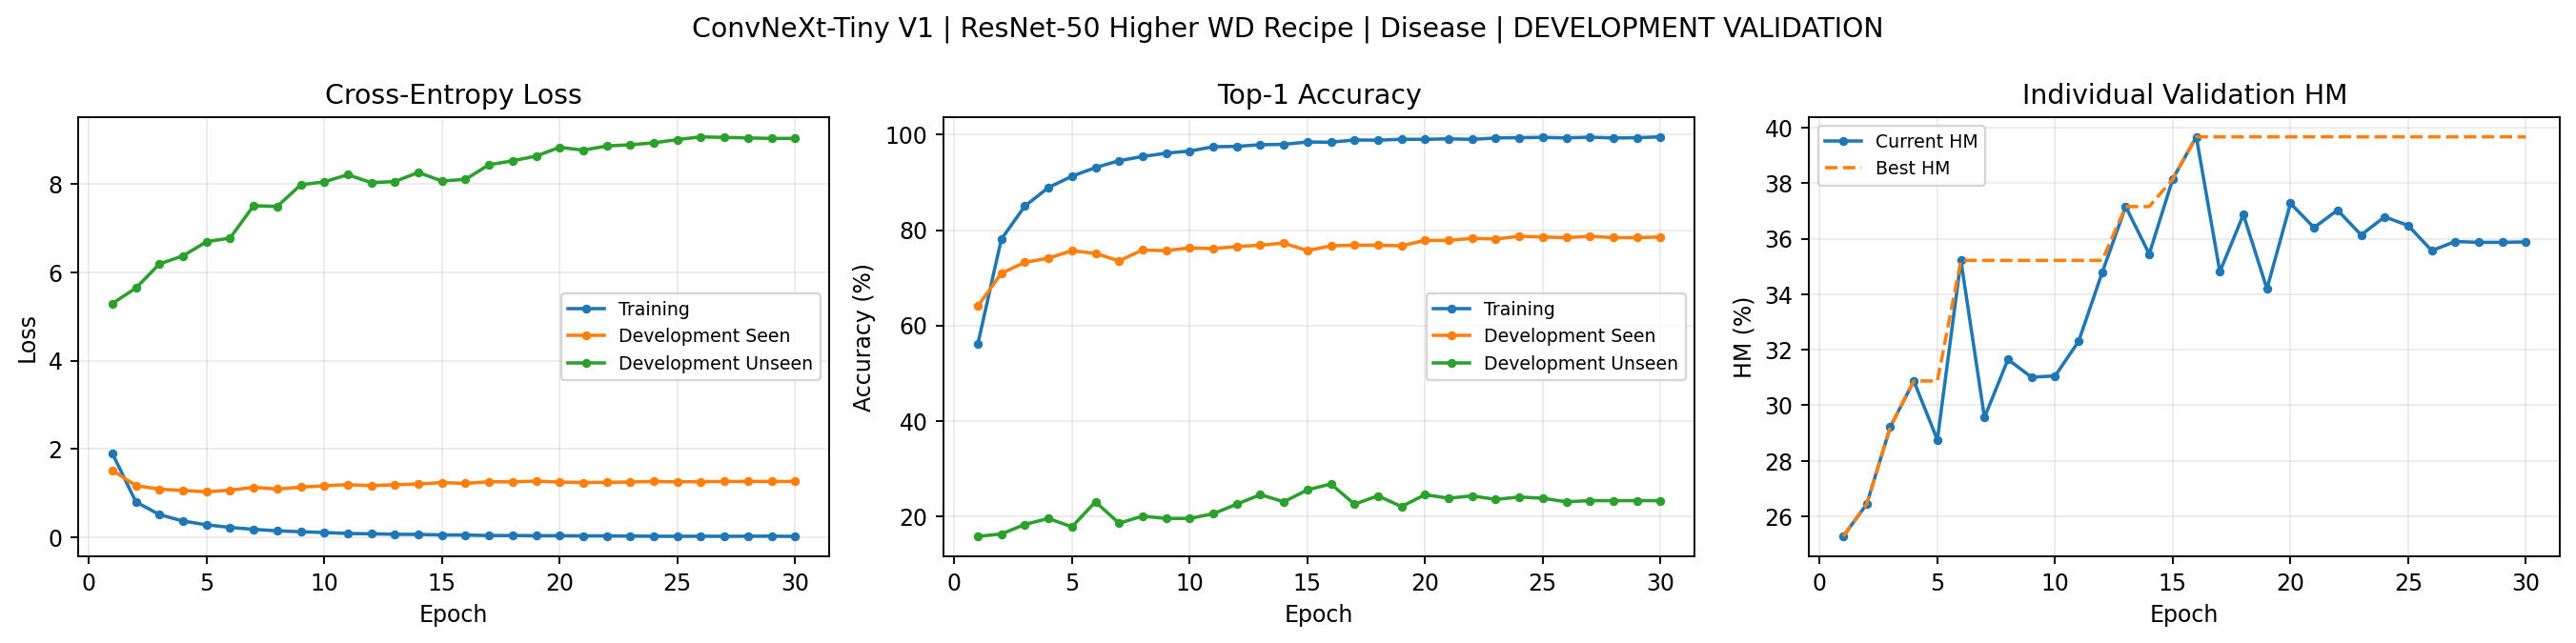 ConvNeXt-Tiny V1 | ResNet-50 Higher WD Recipe | Disease | DEVELOPMENT VALIDATION
Cross-Entropy Loss
Loss
8
6
4
2
0
Training
Development Seen
Development Unseen
0 5 10 15 20 25 30
Epoch
Top-1 Accuracy
Accuracy (%)
100
80
60
40
20
Training
Development Seen
Development Unseen
0 5 10 15 20 25 30
Epoch
Individual Validation HM
HM (%)
40
38
36
34
32
30
28
26
Current HM
Best HM
0 5 10 15 20 25 30
Epoch